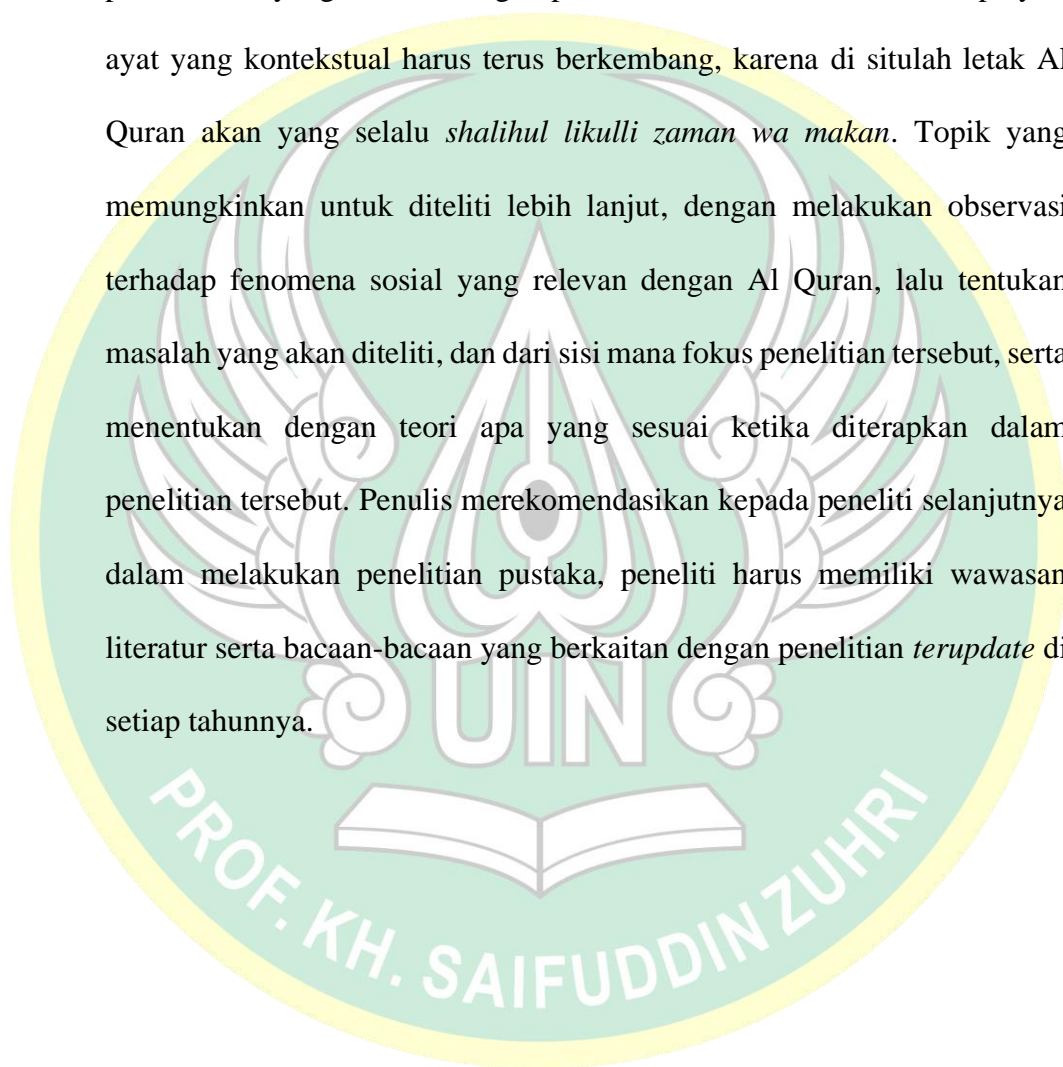 ayat yang kontekstual harus terus berkembang, karena di situlah letak Al
Quran akan yang selalu shalihul likulli zaman wa makan. Topik yang
memungkinkan untuk diteliti lebih lanjut, dengan melakukan observasi
terhadap fenomena sosial yang relevan dengan Al Quran, lalu tentukan
masalah yang akan diteliti, dan dari sisi mana fokus penelitian tersebut, serta
menentukan dengan teori apa yang sesuai ketika diterapkan dalam
penelitian tersebut. Penulis merekomendasikan kepada peneliti selanjutnya
dalam melakukan penelitian pustaka, peneliti harus memiliki wawasan
literatur serta bacaan-bacaan yang berkaitan dengan penelitian terupdate di
setiap tahunnya.
UIN
PROF. KH. SAIFUDDIN ZUHRI